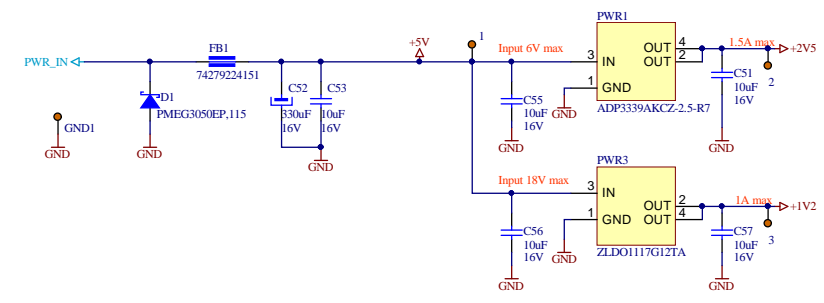 PWR_IN
FB1
74279224151
D1
PMEG3050EP,115
GND
GND1
GND
C52
330uF
16V
C53
10uF
16V
GND
+5V
1
Input 6V max
C55
10uF
16V
GND
PWR1
3
IN
1
GND
OUT
4
OUT
2
ADP3339AKCZ-2.5-R7
GND
1.5A max
+2V5
2
C51
10uF
16V
GND
Input 18V max
C56
10uF
16V
GND
PWR3
3
IN
1
GND
OUT
2
OUT
4
ZLDO1117G12TA
GND
1A max
+1V2
3
C57
10uF
16V
GND